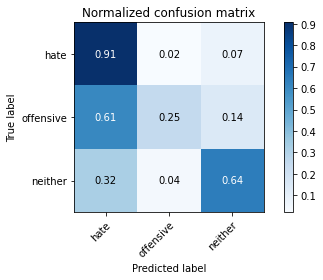 Normalized confusion matrix
True label
hate 0.91 0.02 0.07
offensive 0.61 0.25 0.14
neither 0.32 0.04 0.64
hate offensive neither
Predicted label
0.9
0.8
0.7
0.6
0.5
0.4
0.3
0.2
0.1